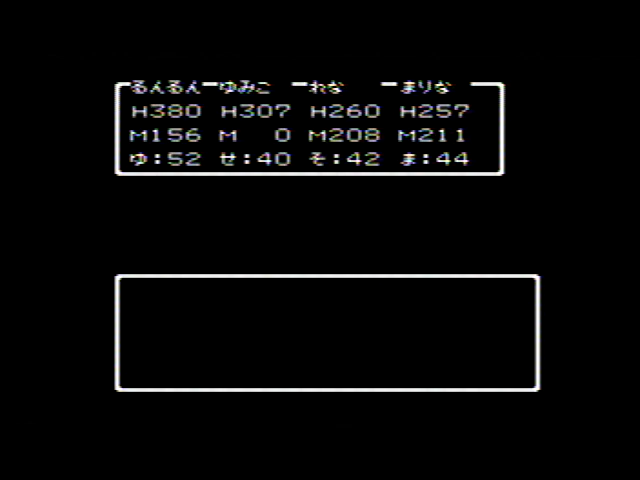 るんるん ゆみこ れな まりな
H380 H307 H260 H257
M156 M 0 M208 M211
ゆ:52 せ:40 そ:42 ま:44